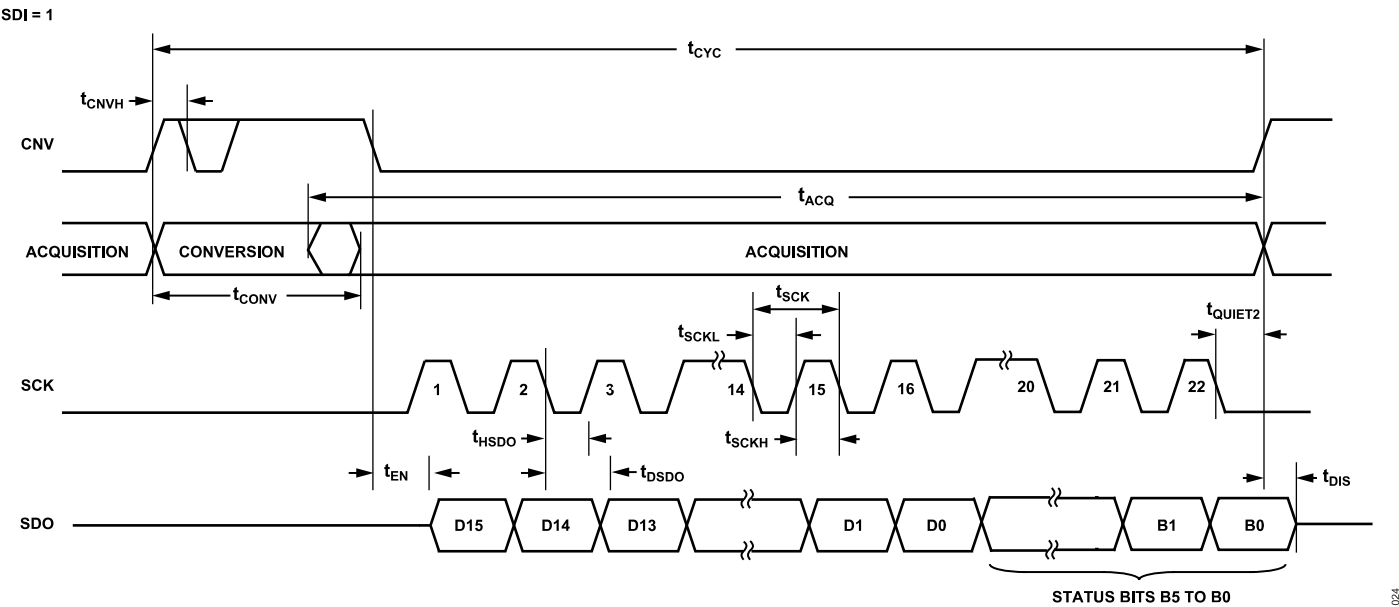 SDI = 1
tCYC
tCNVH
CNV
tACQ
ACQUISITION CONVERSION ACQUISITION
tCONV
tSCK
tQUIET2
tSCKL
SCK 1 2 3 14 15 16 20 21 22
tHSDO tSCKH
tEN tDSDO tDIS
SDO D15 D14 D13 D1 D0 B1 B0
STATUS BITS B5 TO B0
024